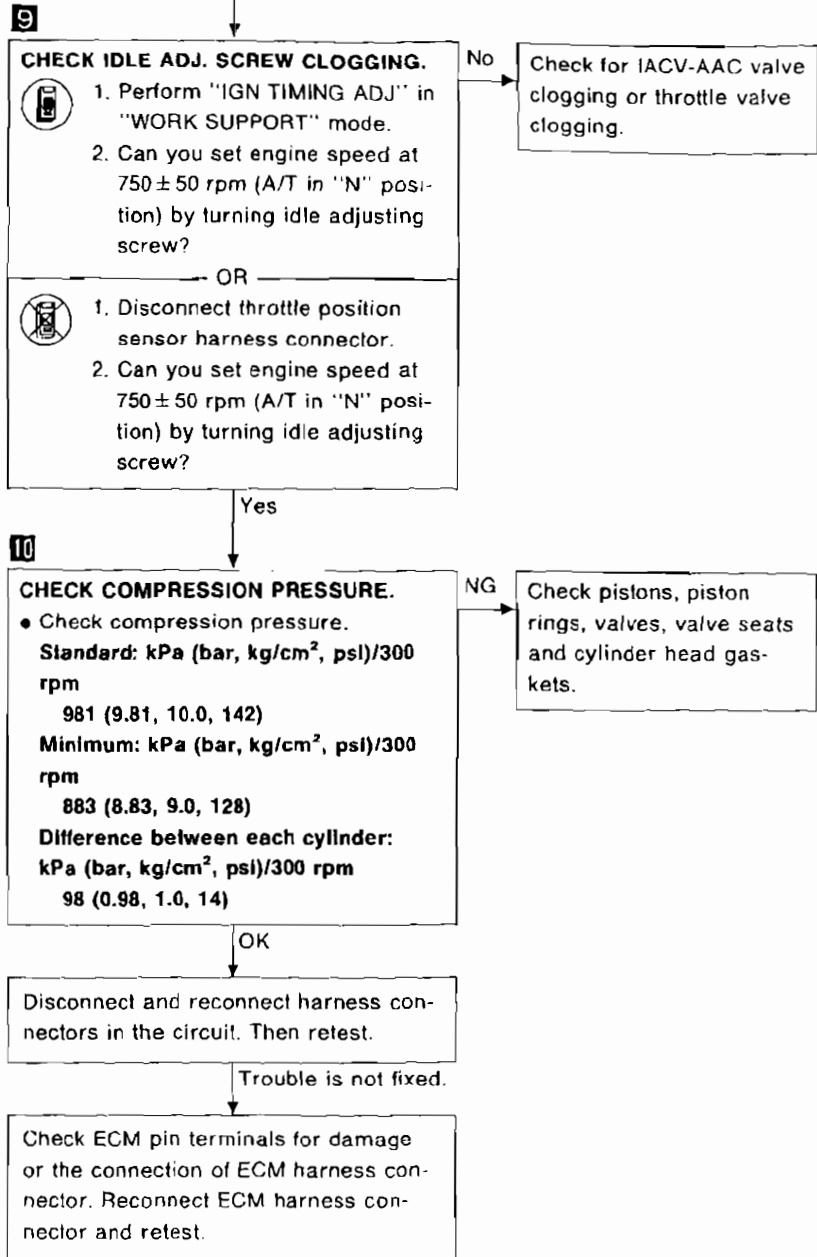 9
CHECK IDLE ADJ. SCREW CLOGGING.
1. Perform "IGN TIMING ADJ" in
"WORK SUPPORT" mode.
2. Can you set engine speed at
750 ± 50 rpm (A/T in "N" posi-
tion) by turning idle adjusting
screw?
OR
1. Disconnect throttle position
sensor harness connector.
2. Can you set engine speed at
750 ± 50 rpm (A/T in "N" posi-
tion) by turning idle adjusting
screw?
No
Check for IACV-AAC valve
clogging or throttle valve
clogging.
Yes
10
CHECK COMPRESSION PRESSURE.
• Check compression pressure.
Standard: kPa (bar, kg/cm², psi)/300
rpm
981 (9.81, 10.0, 142)
Minimum: kPa (bar, kg/cm², psi)/300
rpm
883 (8.83, 9.0, 128)
Difference between each cylinder:
kPa (bar, kg/cm², psi)/300 rpm
98 (0.98, 1.0, 14)
NG
Check pistons, piston
rings, valves, valve seats
and cylinder head gas-
kets.
OK
Disconnect and reconnect harness con-
nectors in the circuit. Then retest.
Trouble is not fixed.
Check ECM pin terminals for damage
or the connection of ECM harness con-
nector. Reconnect ECM harness con-
nector and retest.